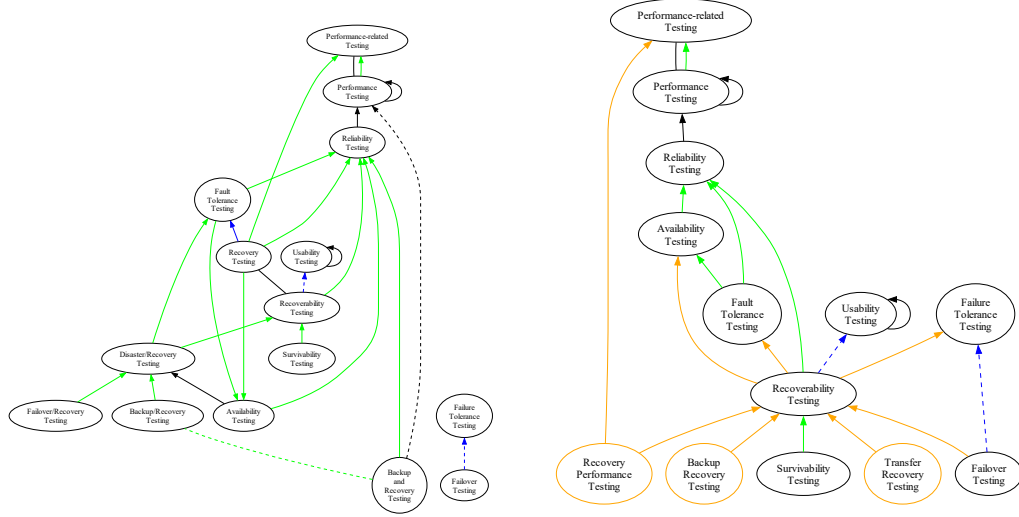 Performance-related
Testing
Performance
Testing
Reliability
Testing
Fault
Tolerance
Testing
Recovery
Testing
Usability
Testing
Recoverability
Testing
Disaster/Recovery
Testing
Survivability
Testing
Failover/Recovery
Testing
Backup/Recovery
Testing
Availability
Testing
Failure
Tolerance
Testing
Backup
and
Recovery
Testing
Failover
Testing
Performance-related
Testing
Performance
Testing
Reliability
Testing
Availability
Testing
Fault
Tolerance
Testing
Usability
Testing
Failure
Tolerance
Testing
Recoverability
Testing
Recovery
Performance
Testing
Backup
Recovery
Testing
Survivability
Testing
Transfer
Recovery
Testing
Failover
Testing